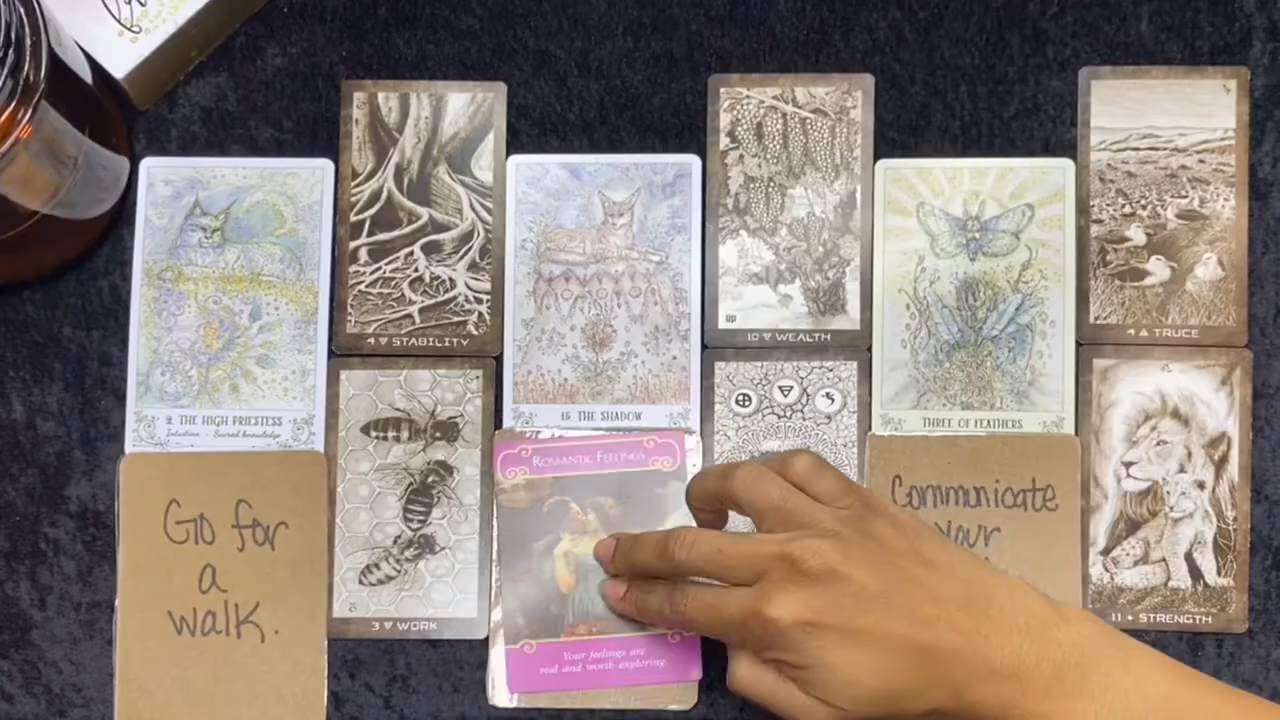 4 STABILITY
10 WEALTH
4 TRUCE
2. THE HIGH PRIESTESS
Intuition - Sacred knowledge
15 THE SHADOW
THREE OF FEATHERS
3 WORK
11 STRENGTH
Go for
a
walk.
ROMANTIC FEELINGS
Your feelings are
real and worth exploring.
Communicate
your